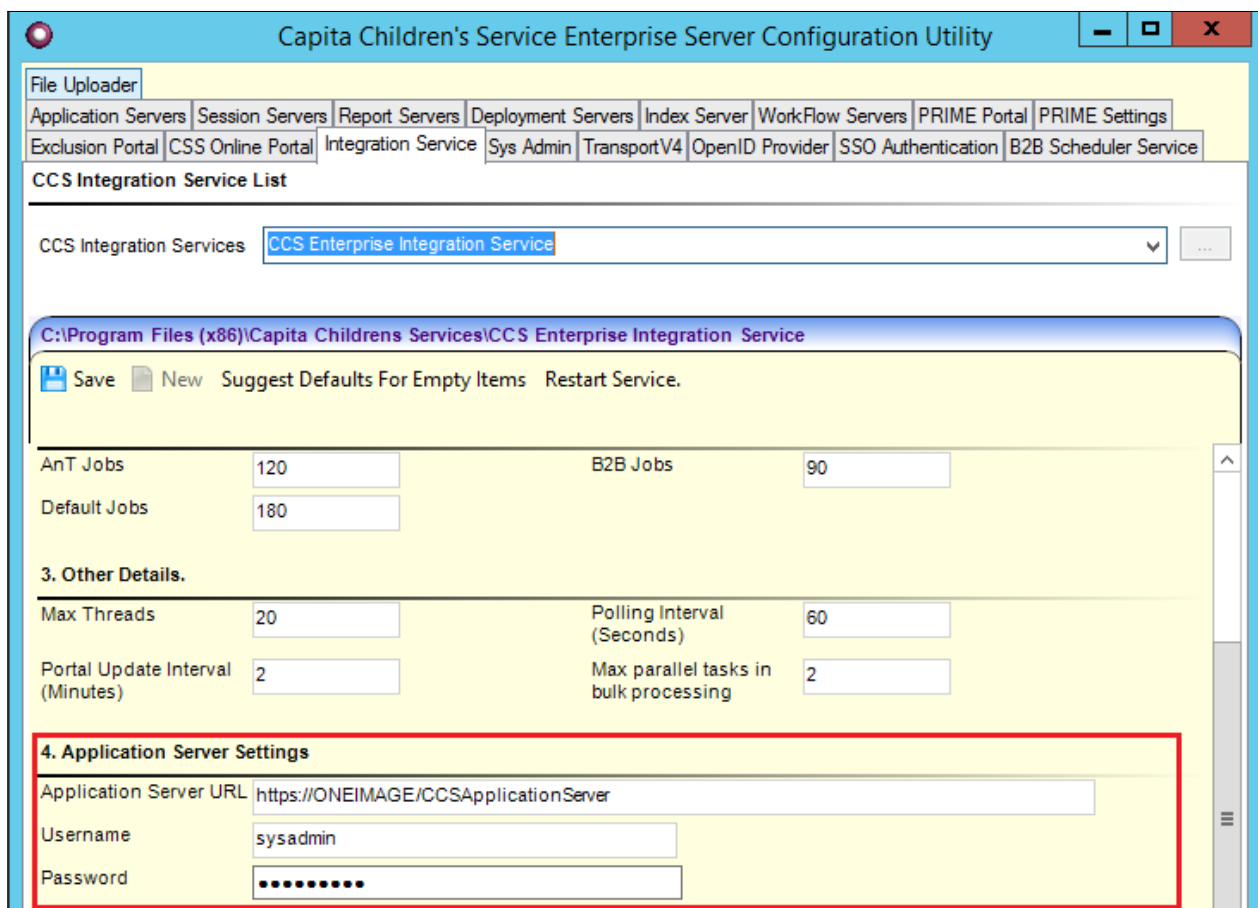 Capita Children's Service Enterprise Server Configuration Utility
File Uploader
Application Servers Session Servers Report Servers Deployment Servers Index Server WorkFlow Servers PRIME Portal PRIME Settings
Exclusion Portal CSS Online Portal Integration Service Sys Admin TransportV4 OpenID Provider SSO Authentication B2B Scheduler Service
CCS Integration Service List
CCS Integration Services CCS Enterprise Integration Service ...
C:\Program Files (x86)\Capita Childrens Services\CCS Enterprise Integration Service
Save New Suggest Defaults For Empty Items Restart Service.
AnT Jobs 120 B2B Jobs 90
Default Jobs 180
3. Other Details.
Max Threads 20 Polling Interval (Seconds) 60
Portal Update Interval (Minutes) 2 Max parallel tasks in bulk processing 2
4. Application Server Settings
Application Server URL https://ONEIMAGE/CCSApplicationServer
Username sysadmin
Password •••••••••